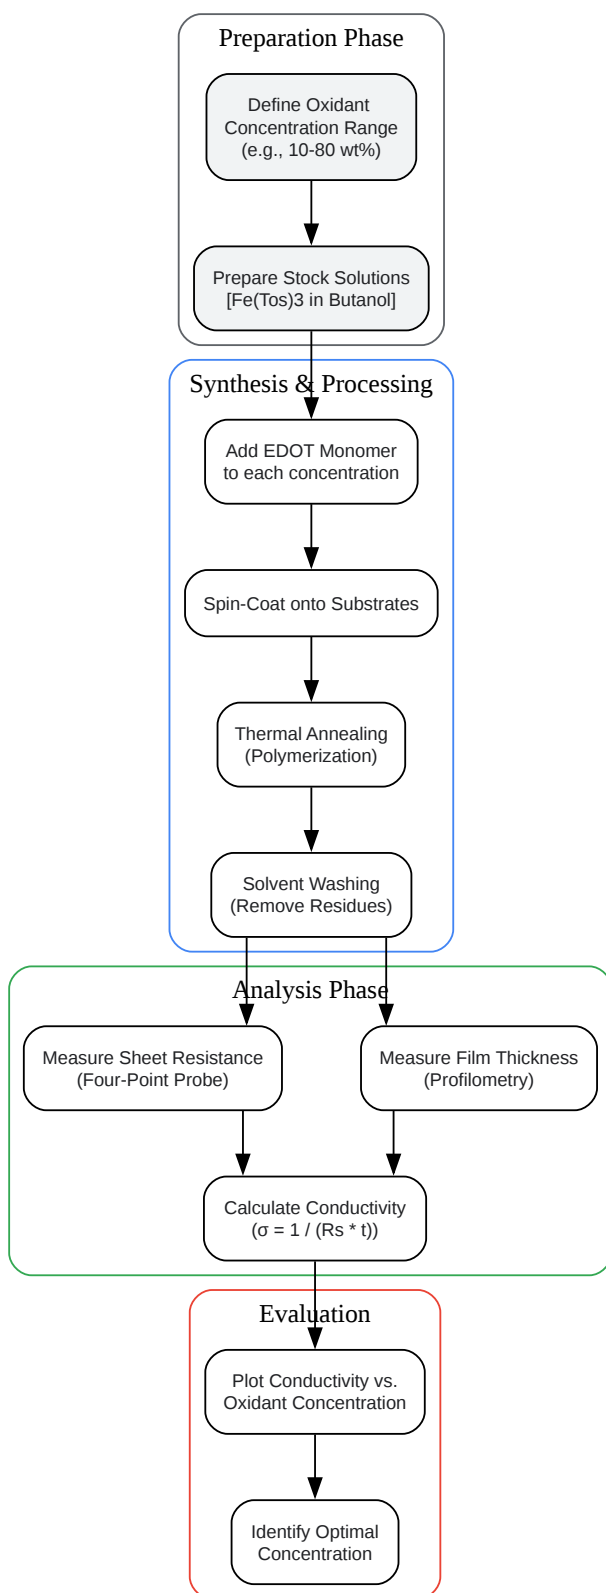 Preparation Phase
Define Oxidant
Concentration Range
(e.g., 10-80 wt%)
Prepare Stock Solutions
[Fe(Tos)3 in Butanol]
Synthesis & Processing
Add EDOT Monomer
to each concentration
Spin-Coat onto Substrates
Thermal Annealing
(Polymerization)
Solvent Washing
(Remove Residues)
Analysis Phase
Measure Sheet Resistance
(Four-Point Probe)
Measure Film Thickness
(Profilometry)
Calculate Conductivity
(σ = 1 / (Rs * t))
Evaluation
Plot Conductivity vs.
Oxidant Concentration
Identify Optimal
Concentration